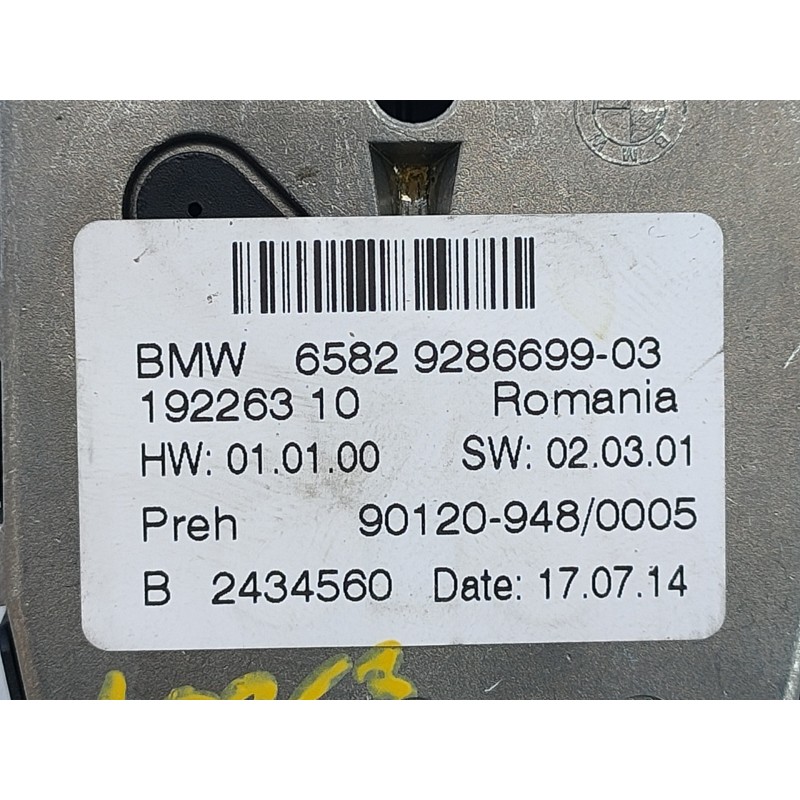 BMW 6582 9286699-03
192263 10 Romania
HW: 01.01.00 SW: 02.03.01
Preh 90120-948/0005
B 2434560 Date: 17.07.14